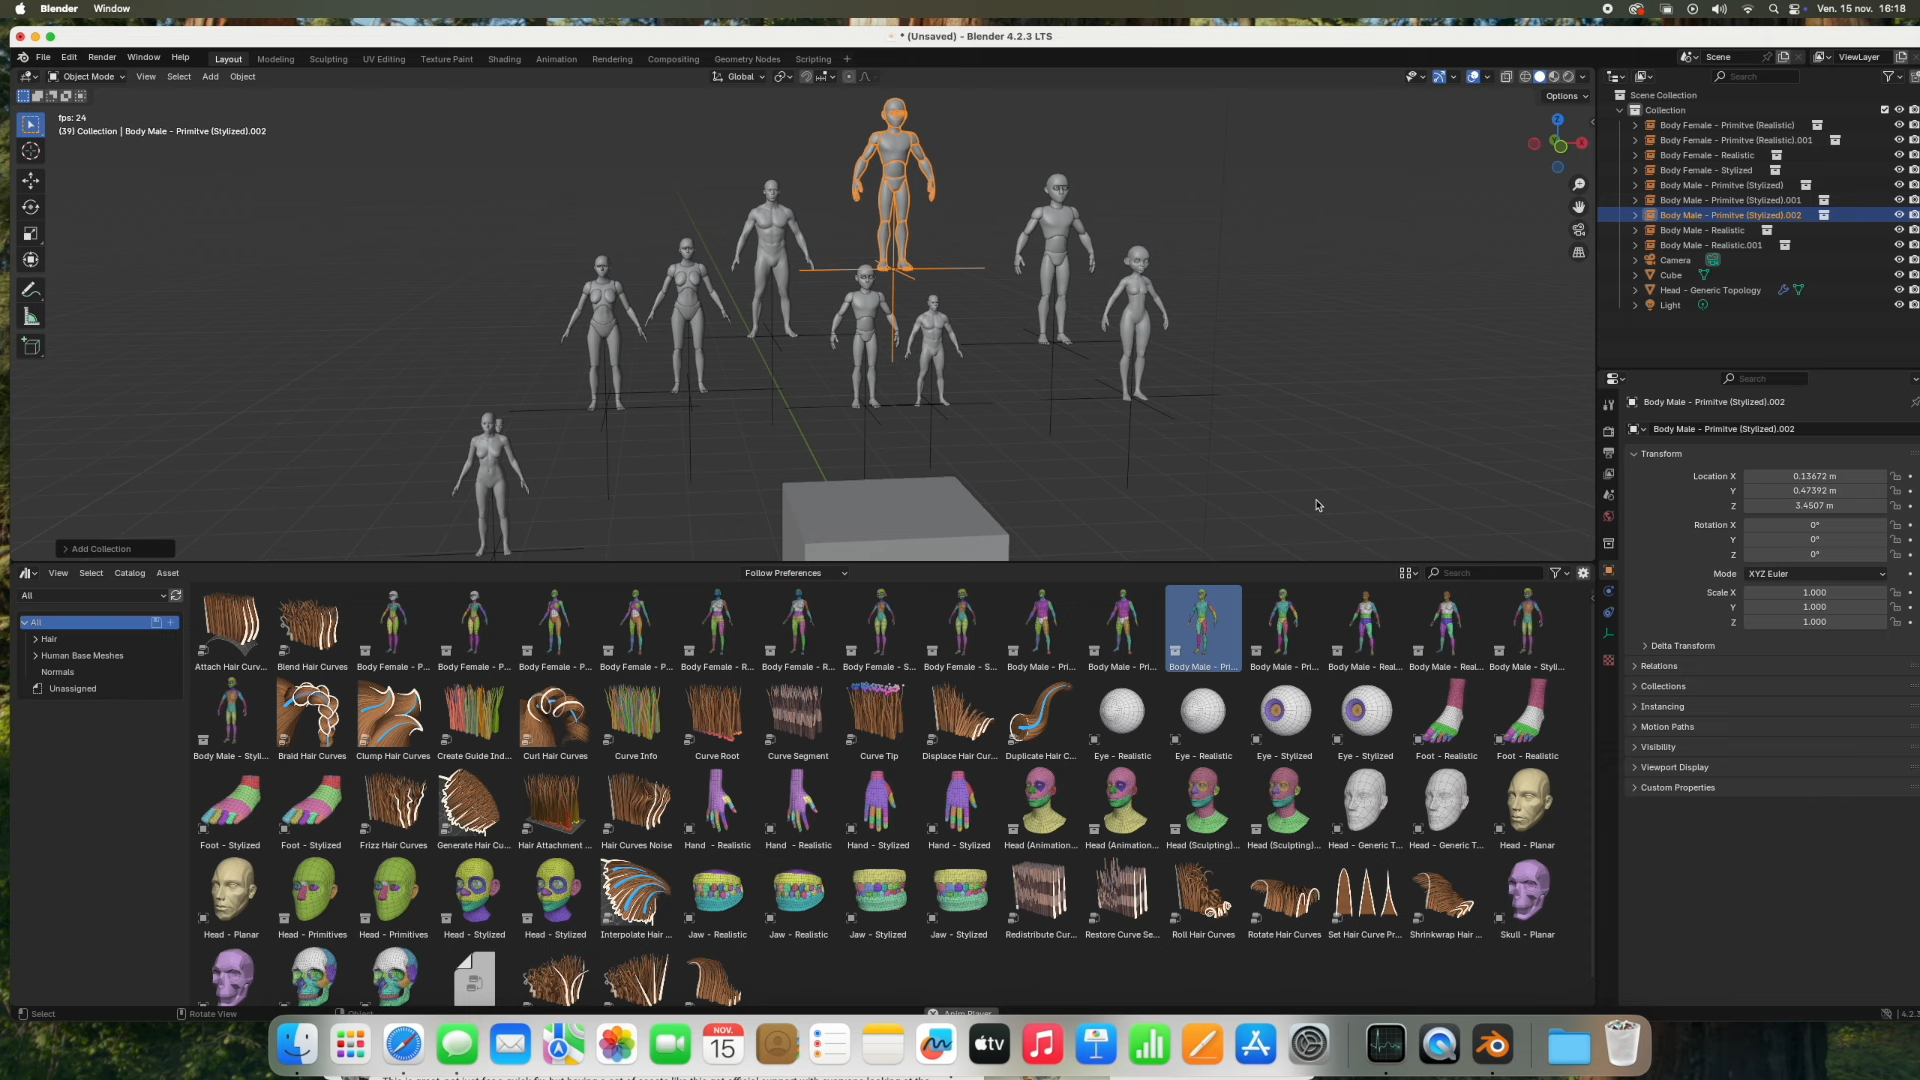 Blender Window Ven. 15 nov. 16:18
* (Unsaved) - Blender 4.2.3 LTS
File Edit Render Window Help Layout Modeling Sculpting UV Editing Texture Paint Shading Animation Rendering Compositing Geometry Nodes Scripting + Scene ViewLayer
Object Mode View Select Add Object Global Search
Options
fps: 24
(39) Collection | Body Male - Primitve (Stylized).002
Z
Scene Collection
Collection
Body Female - Primitve (Realistic)
Body Female - Primitve (Realistic).001
Body Female - Realistic
Body Female - Stylized
Body Male - Primitve (Stylized)
Body Male - Primitve (Stylized).001
Body Male - Primitve (Stylized).002
Body Male - Realistic
Body Male - Realistic.001
Camera
Cube
Head - Generic Topology
Light
Search
Body Male - Primitve (Stylized).002
Body Male - Primitve (Stylized).002
Transform
Location X 0.13672 m
Y 0.47392 m
Z 3.4507 m
Rotation X 0°
Y 0°
Z 0°
Mode XYZ Euler
Scale X 1.000
Y 1.000
Z 1.000
Delta Transform
Relations
Collections
Instancing
Motion Paths
Visibility
Viewport Display
Custom Properties
Add Collection
View Select Catalog Asset Follow Preferences Search
All
All
Hair
Human Base Meshes
Normals
Unassigned
Attach Hair Curv... Blend Hair Curves Body Female - P... Body Female - P... Body Female - P... Body Female - P... Body Female - R... Body Female - R... Body Female - S... Body Female - S... Body Male - Pri... Body Male - Pri... Body Male - Pri... Body Male - Pri... Body Male - Real... Body Male - Real... Body Male - Styli...
Body Male - Styli... Braid Hair Curves Clump Hair Curves Create Guide Ind... Curl Hair Curves Curve Info Curve Root Curve Segment Curve Tip Displace Hair Cur... Duplicate Hair C... Eye - Realistic Eye - Realistic Eye - Stylized Eye - Stylized Foot - Realistic Foot - Realistic
Foot - Stylized Foot - Stylized Frizz Hair Curves Generate Hair Cu... Hair Attachment ... Hair Curves Noise Hand - Realistic Hand - Realistic Hand - Stylized Hand - Stylized Head (Animation... Head (Animation... Head (Sculpting)... Head (Sculpting)... Head - Generic T... Head - Generic T... Head - Planar
Head - Planar Head - Primitives Head - Primitives Head - Stylized Head - Stylized Interpolate Hair ... Jaw - Realistic Jaw - Realistic Jaw - Stylized Jaw - Stylized Redistribute Cur... Restore Curve Se... Roll Hair Curves Rotate Hair Curves Set Hair Curve Pr... Shrinkwrap Hair ... Skull - Planar
Select Rotate View Object Anim Player 4.2.3
NOV.
15
tv